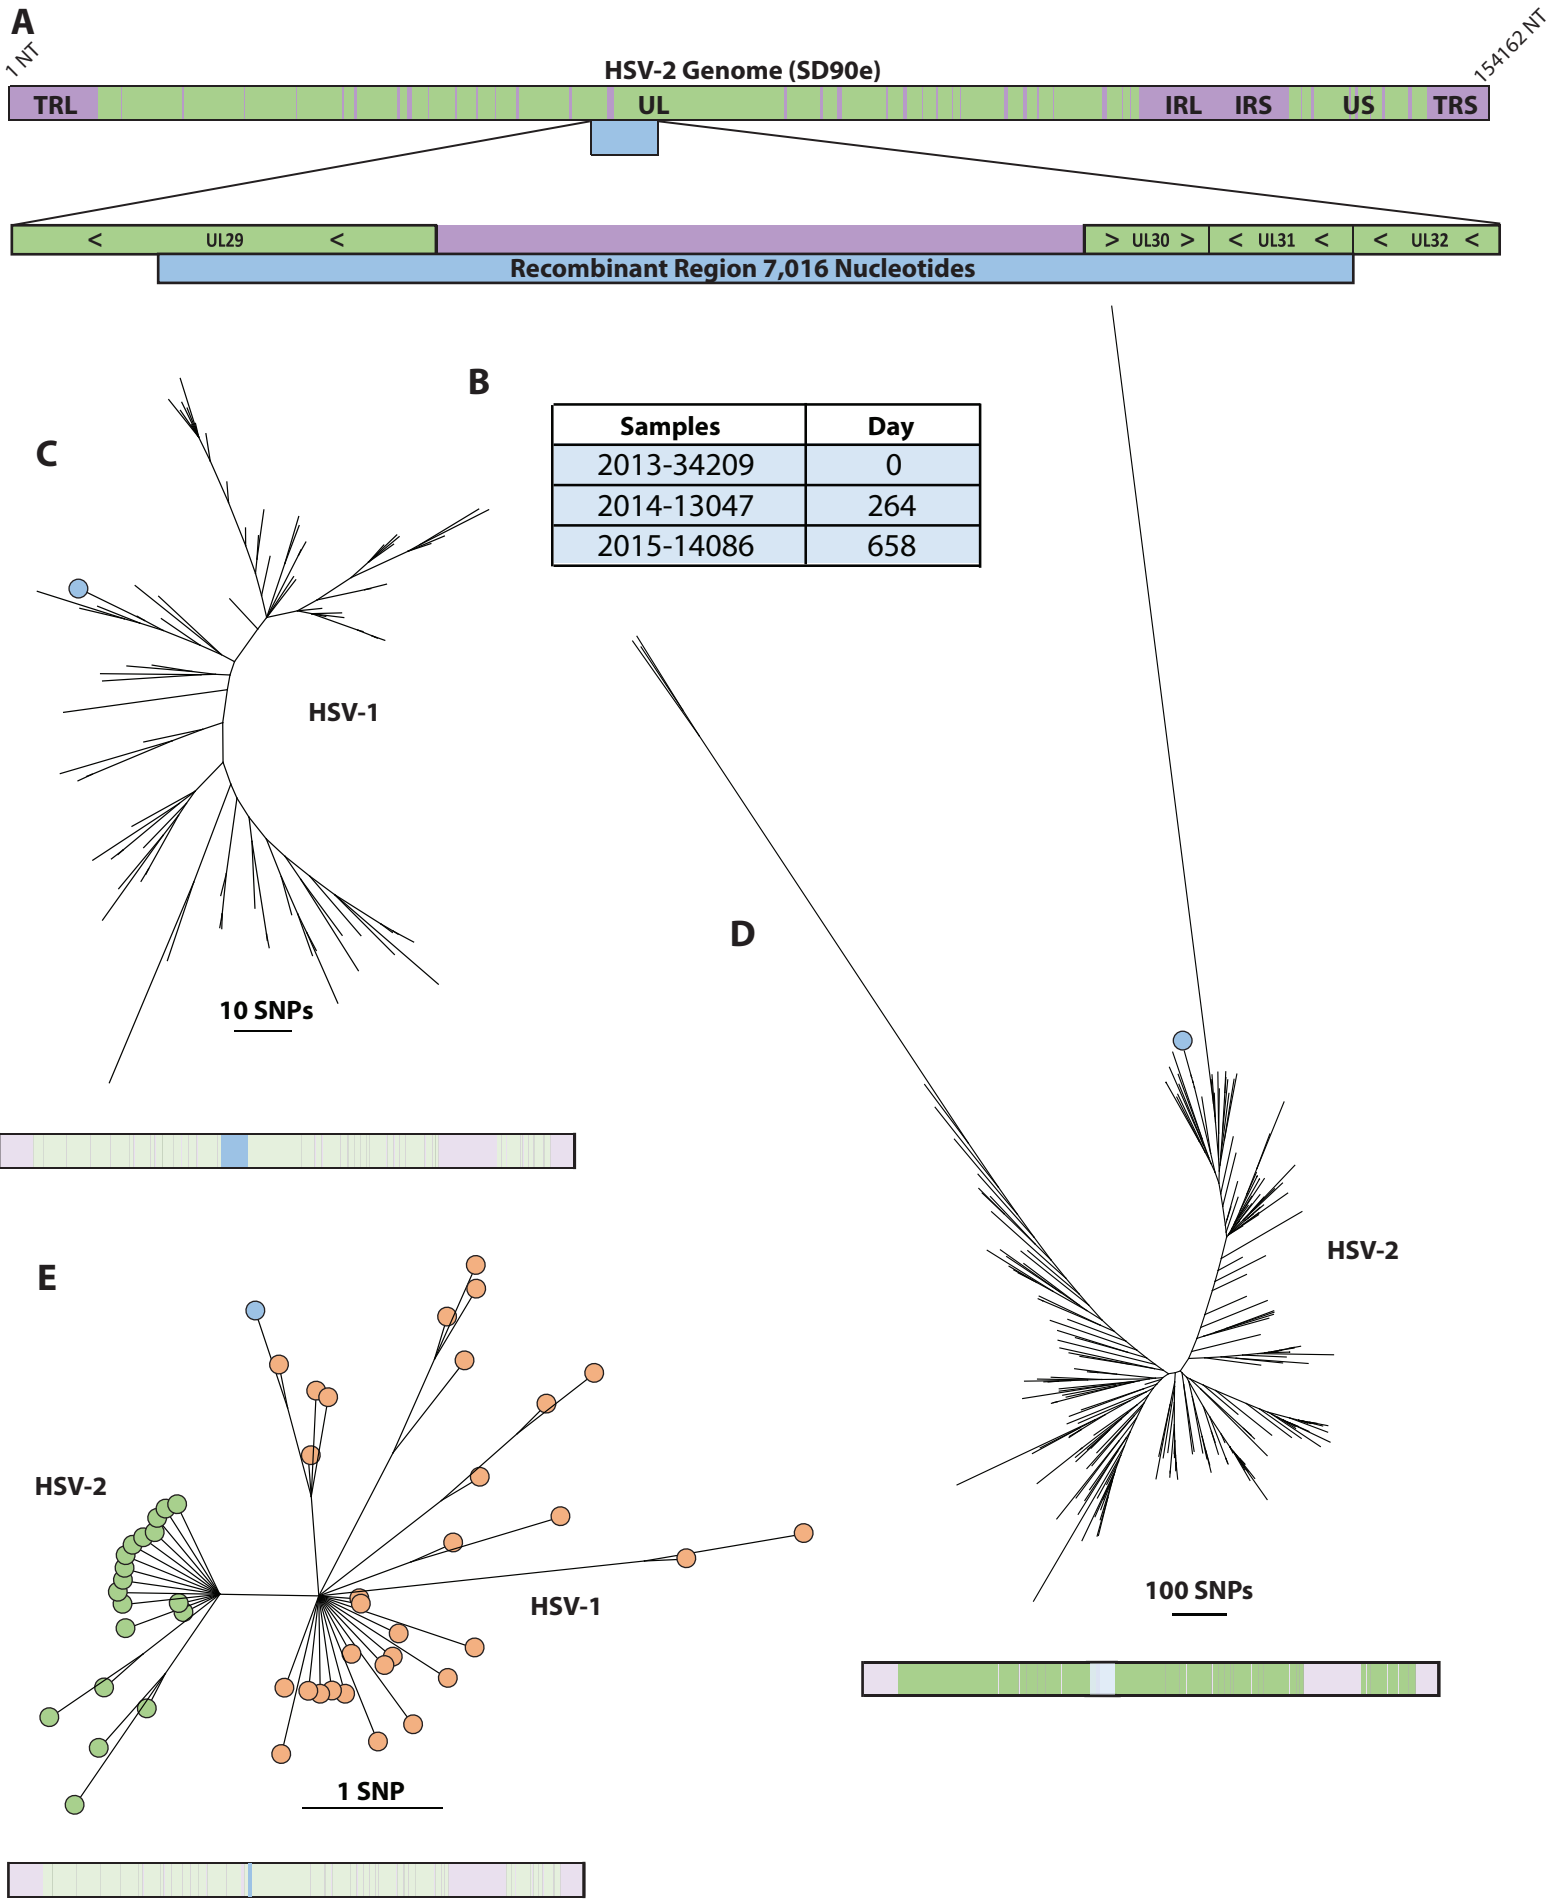 A
1 NT
154162 NT
HSV-2 Genome (SD90e)
TRL UL IRL IRS US TRS
< UL29 < > UL30 > < UL31 < < UL32 <
Recombinant Region 7,016 Nucleotides
B
Samples Day
2013-34209 0
2014-13047 264
2015-14086 658
C
HSV-1
10 SNPs
D
HSV-2
100 SNPs
E
HSV-2
HSV-1
1 SNP